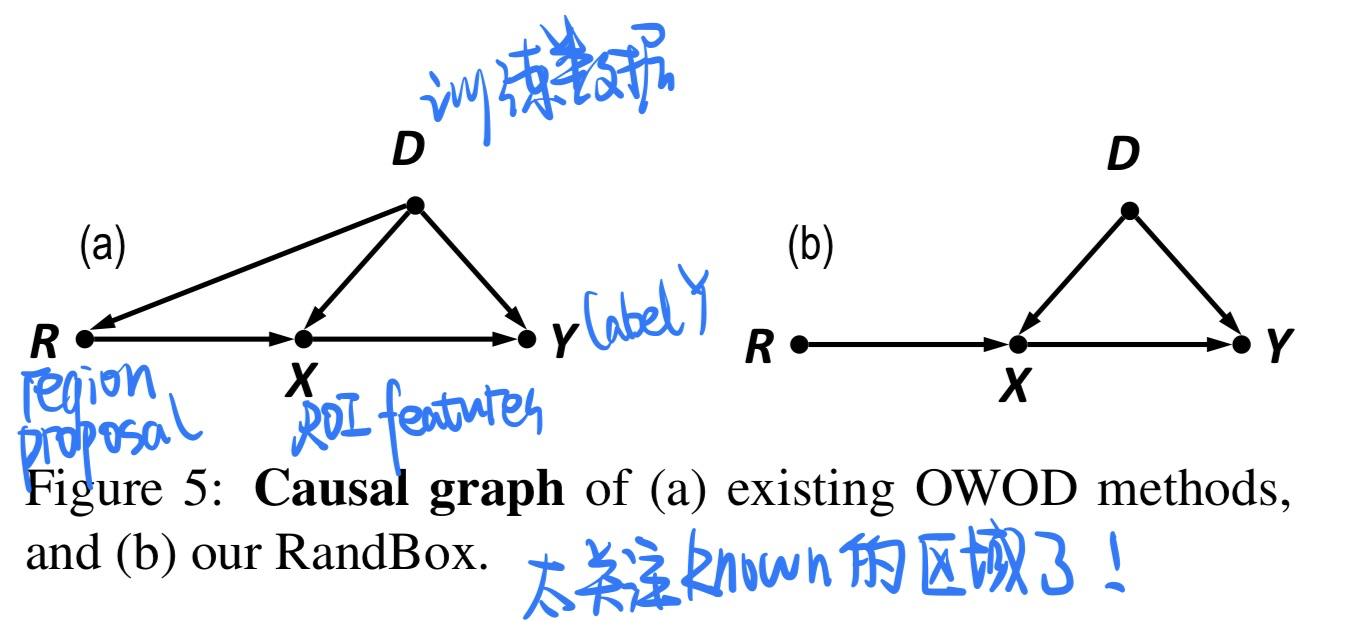 训练数据
D
D
(a)
(b)
R
X
Y
label Y
R
X
Y
region
proposal
ROI features
Figure 5: Causal graph of (a) existing OWOD methods,
and (b) our RandBox.
太关注known的区域了！